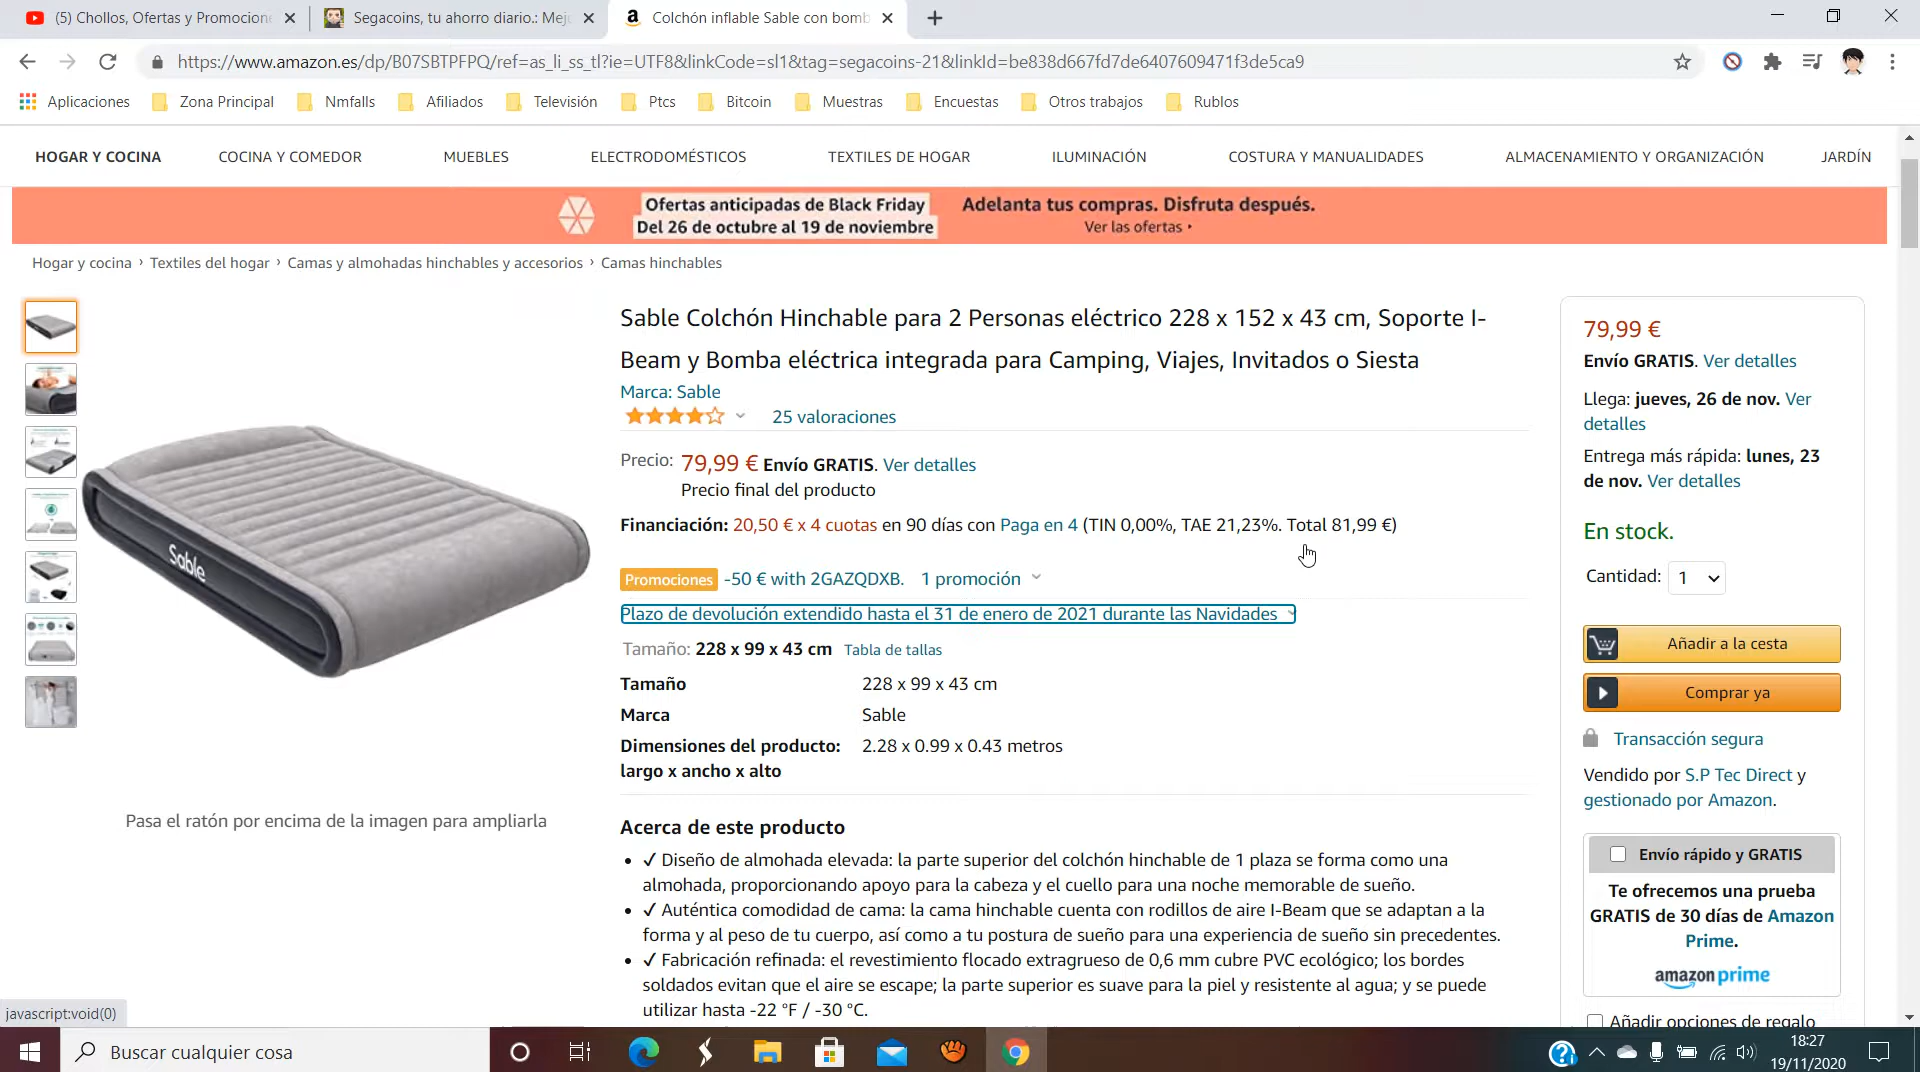 (5) Chollos, Ofertas y Promocione
Segacoins, tu ahorro diario.: Mej
Colchón inflable Sable con bomb
https://www.amazon.es/dp/B07SBTPFPQ/ref=as_li_ss_tl?ie=UTF8&linkCode=sl1&tag=segacoins-21&linkId=be838d667fd7de6407609471f3de5ca9
Aplicaciones
Zona Principal
Nmfalls
Afiliados
Televisión
Ptcs
Bitcoin
Muestras
Encuestas
Otros trabajos
Rublos
HOGAR Y COCINA
COCINA Y COMEDOR
MUEBLES
ELECTRODOMÉSTICOS
TEXTILES DE HOGAR
ILUMINACIÓN
COSTURA Y MANUALIDADES
ALMACENAMIENTO Y ORGANIZACIÓN
JARDÍN
Ofertas anticipadas de Black Friday
Del 26 de octubre al 19 de noviembre
Adelanta tus compras. Disfruta después.
Ver las ofertas
Hogar y cocina › Textiles del hogar › Camas y almohadas hinchables y accesorios › Camas hinchables
Sable
Pasa el ratón por encima de la imagen para ampliarla
Sable Colchón Hinchable para 2 Personas eléctrico 228 x 152 x 43 cm, Soporte I-
Beam y Bomba eléctrica integrada para Camping, Viajes, Invitados o Siesta
Marca: Sable
25 valoraciones
Precio: 79,99 € Envío GRATIS. Ver detalles
Precio final del producto
Financiación: 20,50 € x 4 cuotas en 90 días con Paga en 4 (TIN 0,00%, TAE 21,23%. Total 81,99 €)
Promociones -50 € with 2GAZQDXB. 1 promoción
Plazo de devolución extendido hasta el 31 de enero de 2021 durante las Navidades
Tamaño: 228 x 99 x 43 cm Tabla de tallas
Tamaño 228 x 99 x 43 cm
Marca Sable
Dimensiones del producto: 2.28 x 0.99 x 0.43 metros
largo x ancho x alto
Acerca de este producto
• ✓ Diseño de almohada elevada: la parte superior del colchón hinchable de 1 plaza se forma como una
almohada, proporcionando apoyo para la cabeza y el cuello para una noche memorable de sueño.
• ✓ Auténtica comodidad de cama: la cama hinchable cuenta con rodillos de aire I-Beam que se adaptan a la
forma y al peso de tu cuerpo, así como a tu postura de sueño para una experiencia de sueño sin precedentes.
• ✓ Fabricación refinada: el revestimiento flocado extragrueso de 0,6 mm cubre PVC ecológico; los bordes
soldados evitan que el aire se escape; la parte superior es suave para la piel y resistente al agua; y se puede
utilizar hasta -22 °F / -30 °C.
79,99 €
Envío GRATIS. Ver detalles
Llega: jueves, 26 de nov. Ver
detalles
Entrega más rápida: lunes, 23
de nov. Ver detalles
En stock.
Cantidad: 1
Añadir a la cesta
Comprar ya
Transacción segura
Vendido por S.P Tec Direct y
gestionado por Amazon.
Envío rápido y GRATIS
Te ofrecemos una prueba
GRATIS de 30 días de Amazon
Prime.
amazon prime
Añadir opciones de regalo
javascript:void(0)
Buscar cualquier cosa
18:27
19/11/2020